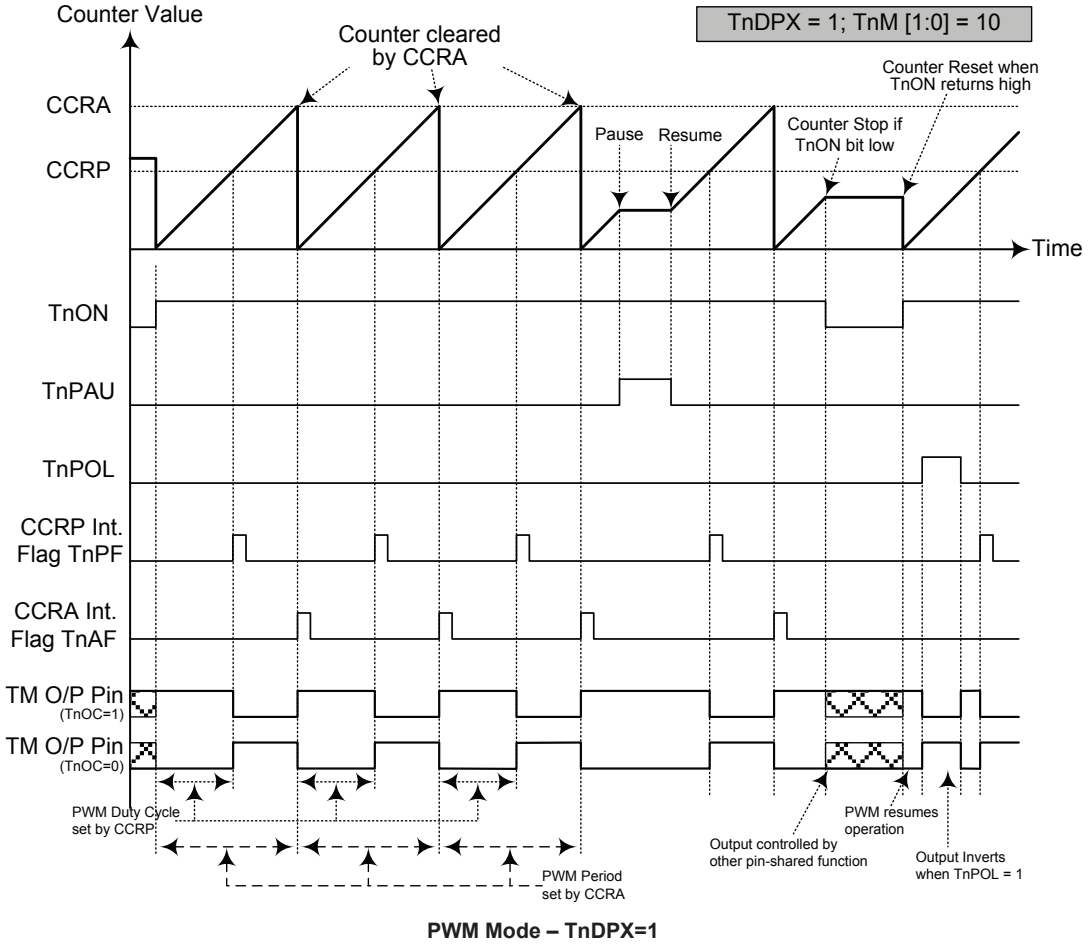 Counter Value
TnDPX = 1; TnM [1:0] = 10
Counter cleared
by CCRA
Counter Reset when
TnON returns high
CCRA
Pause
Resume
Counter Stop if
TnON bit low
CCRP
Time
TnON
TnPAU
TnPOL
CCRP Int.
Flag TnPF
CCRA Int.
Flag TnAF
TM O/P Pin
(TnOC=1)
TM O/P Pin
(TnOC=0)
PWM Duty Cycle
set by CCRP
PWM resumes
operation
Output controlled by
other pin-shared function
Output Inverts
when TnPOL = 1
PWM Period
set by CCRA
PWM Mode – TnDPX=1